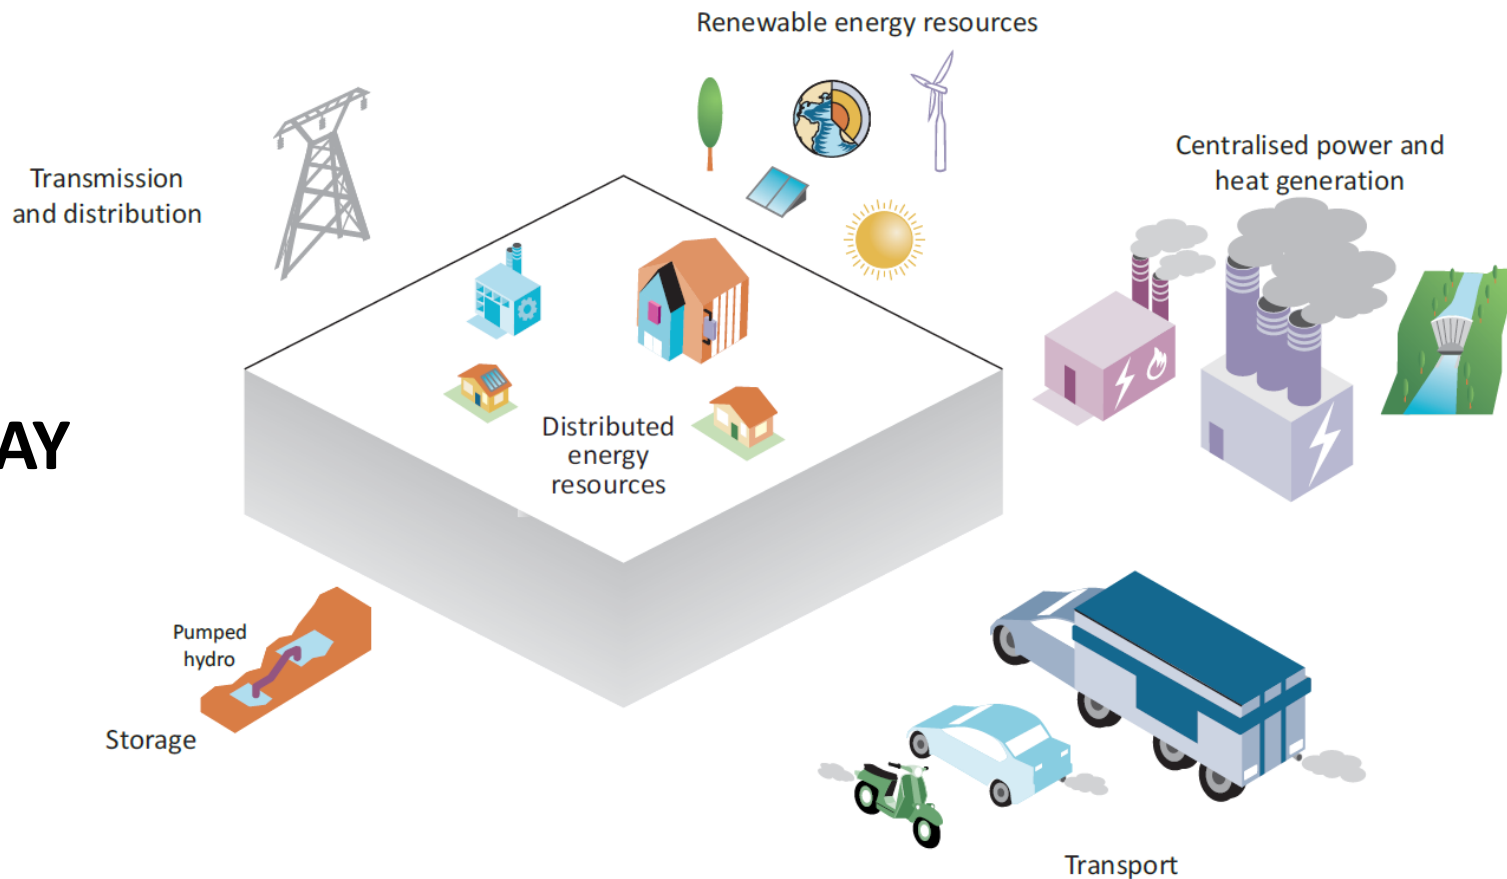 Renewable energy resources
Centralised power and
heat generation
Transmission
and distribution
Distributed
energy
resources
AY
Pumped
hydro
Storage
Transport